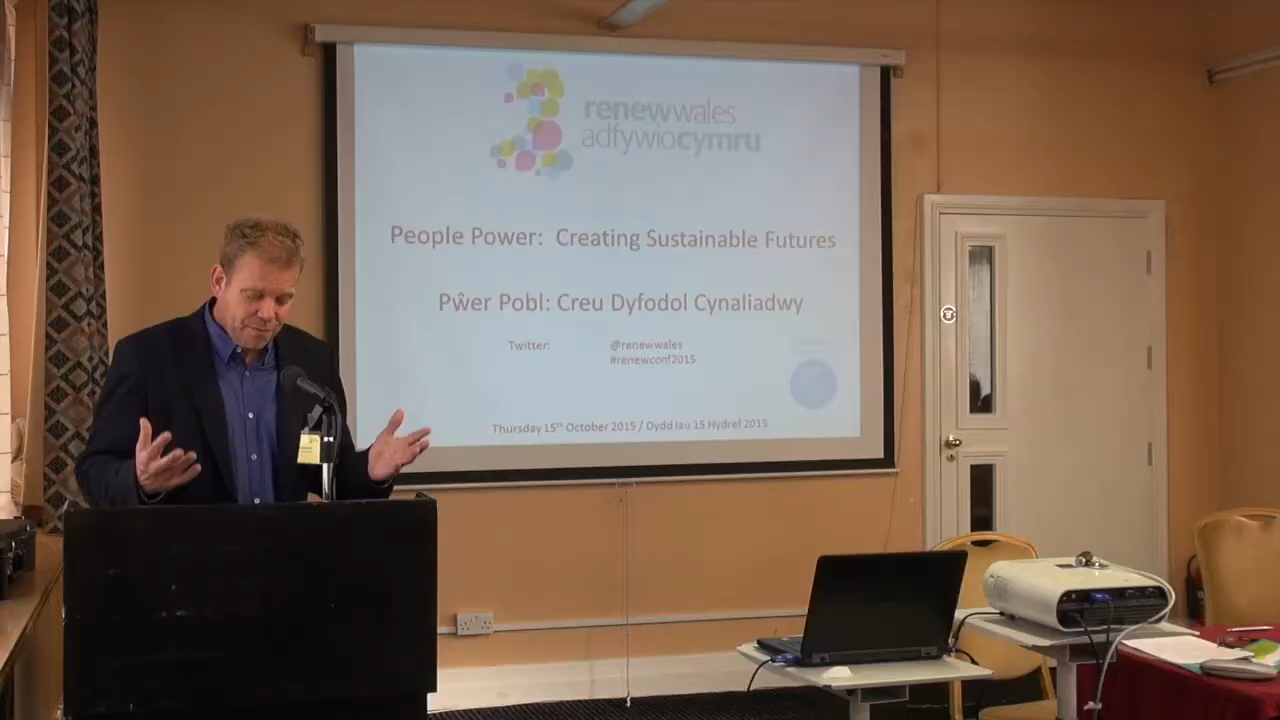 renewwales
adfywiocymru
People Power: Creating Sustainable Futures
Pŵer Pobl: Creu Dyfodol Cynaliadwy
Twitter: @renewwales
#renewconf2015
Thursday 15th October 2015 / Dydd Iau 15 Hydref 2015